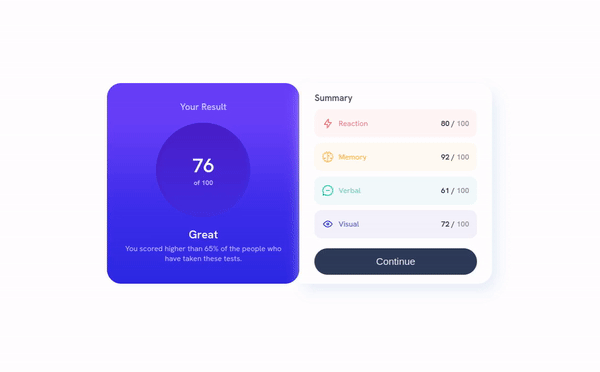 Your Result
76
of 100
Great
You scored higher than 65% of the people who
have taken these tests.
Summary
Reaction 80 / 100
Memory 92 / 100
Verbal 61 / 100
Visual 72 / 100
Continue